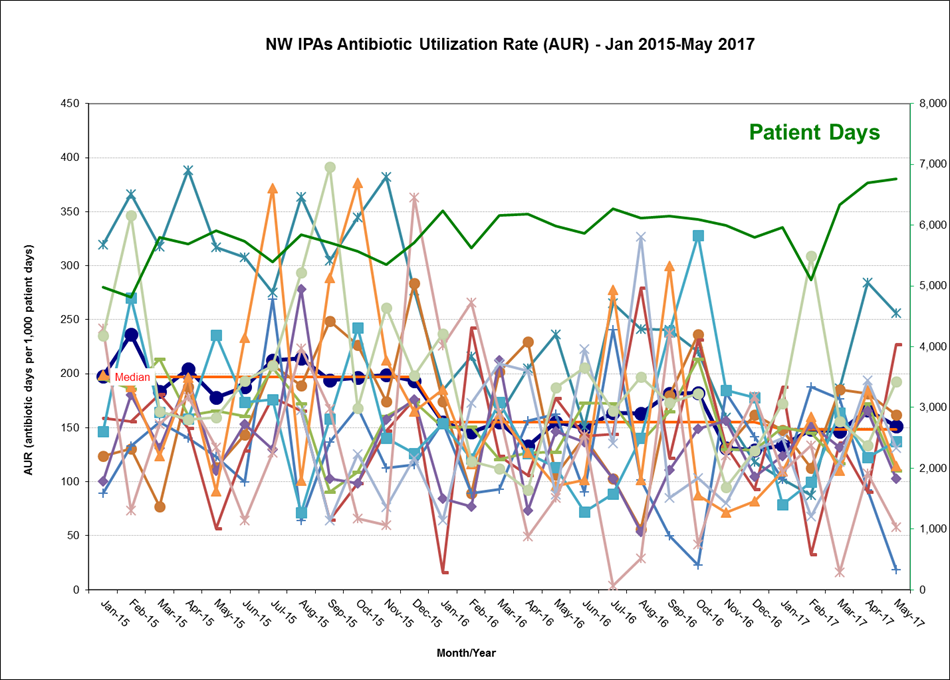 NW IPAs Antibiotic Utilization Rate (AUR) - Jan 2015-May 2017
Patient Days
450
400
350
300
250
200
150
100
50
0
8,000
7,000
6,000
5,000
4,000
3,000
2,000
1,000
0
AUR (antibiotic days per 1,000 patient days)
Median
Jan-15
Feb-15
Mar-15
Apr-15
May-15
Jun-15
Jul-15
Aug-15
Sep-15
Oct-15
Nov-15
Dec-15
Jan-16
Feb-16
Mar-16
Apr-16
May-16
Jun-16
Jul-16
Aug-16
Sep-16
Oct-16
Nov-16
Dec-16
Jan-17
Feb-17
Mar-17
Apr-17
May-17
Month/Year